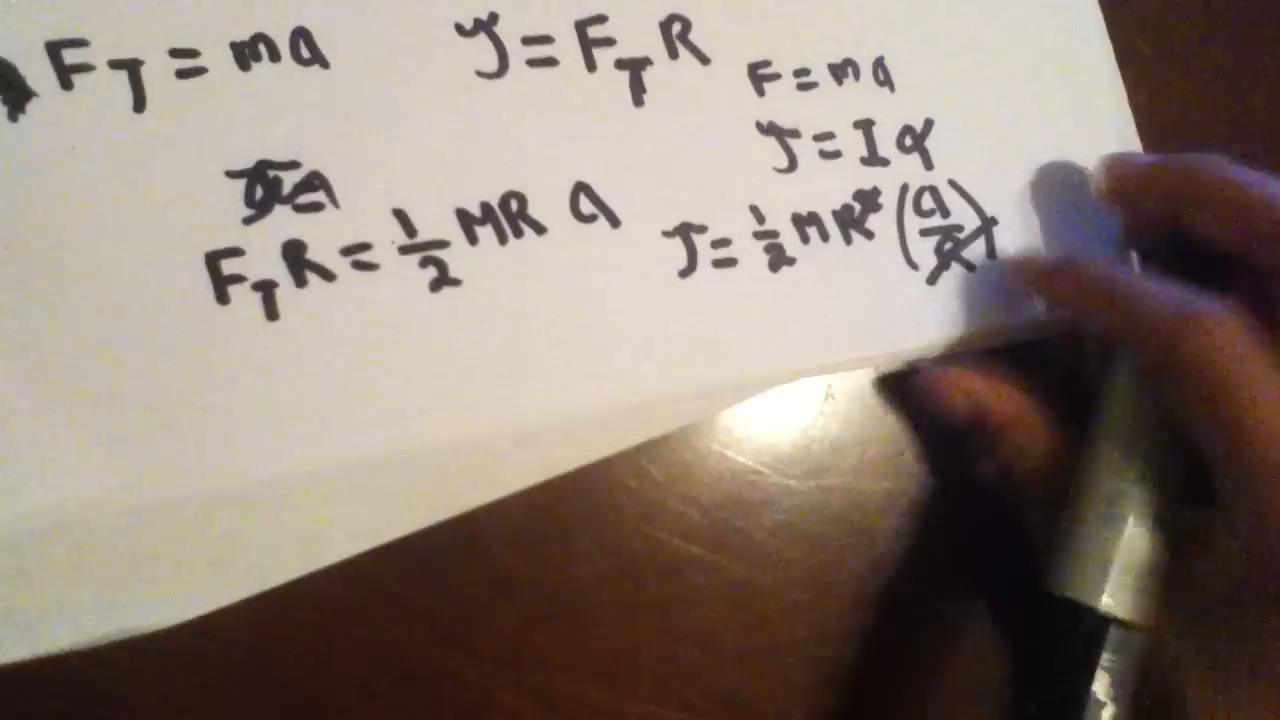 F_T = ma
τ = F_T R
F = ma
τ = Iα
F_T R = 1/2 MR a
τ = 1/2 MR² (a/R)